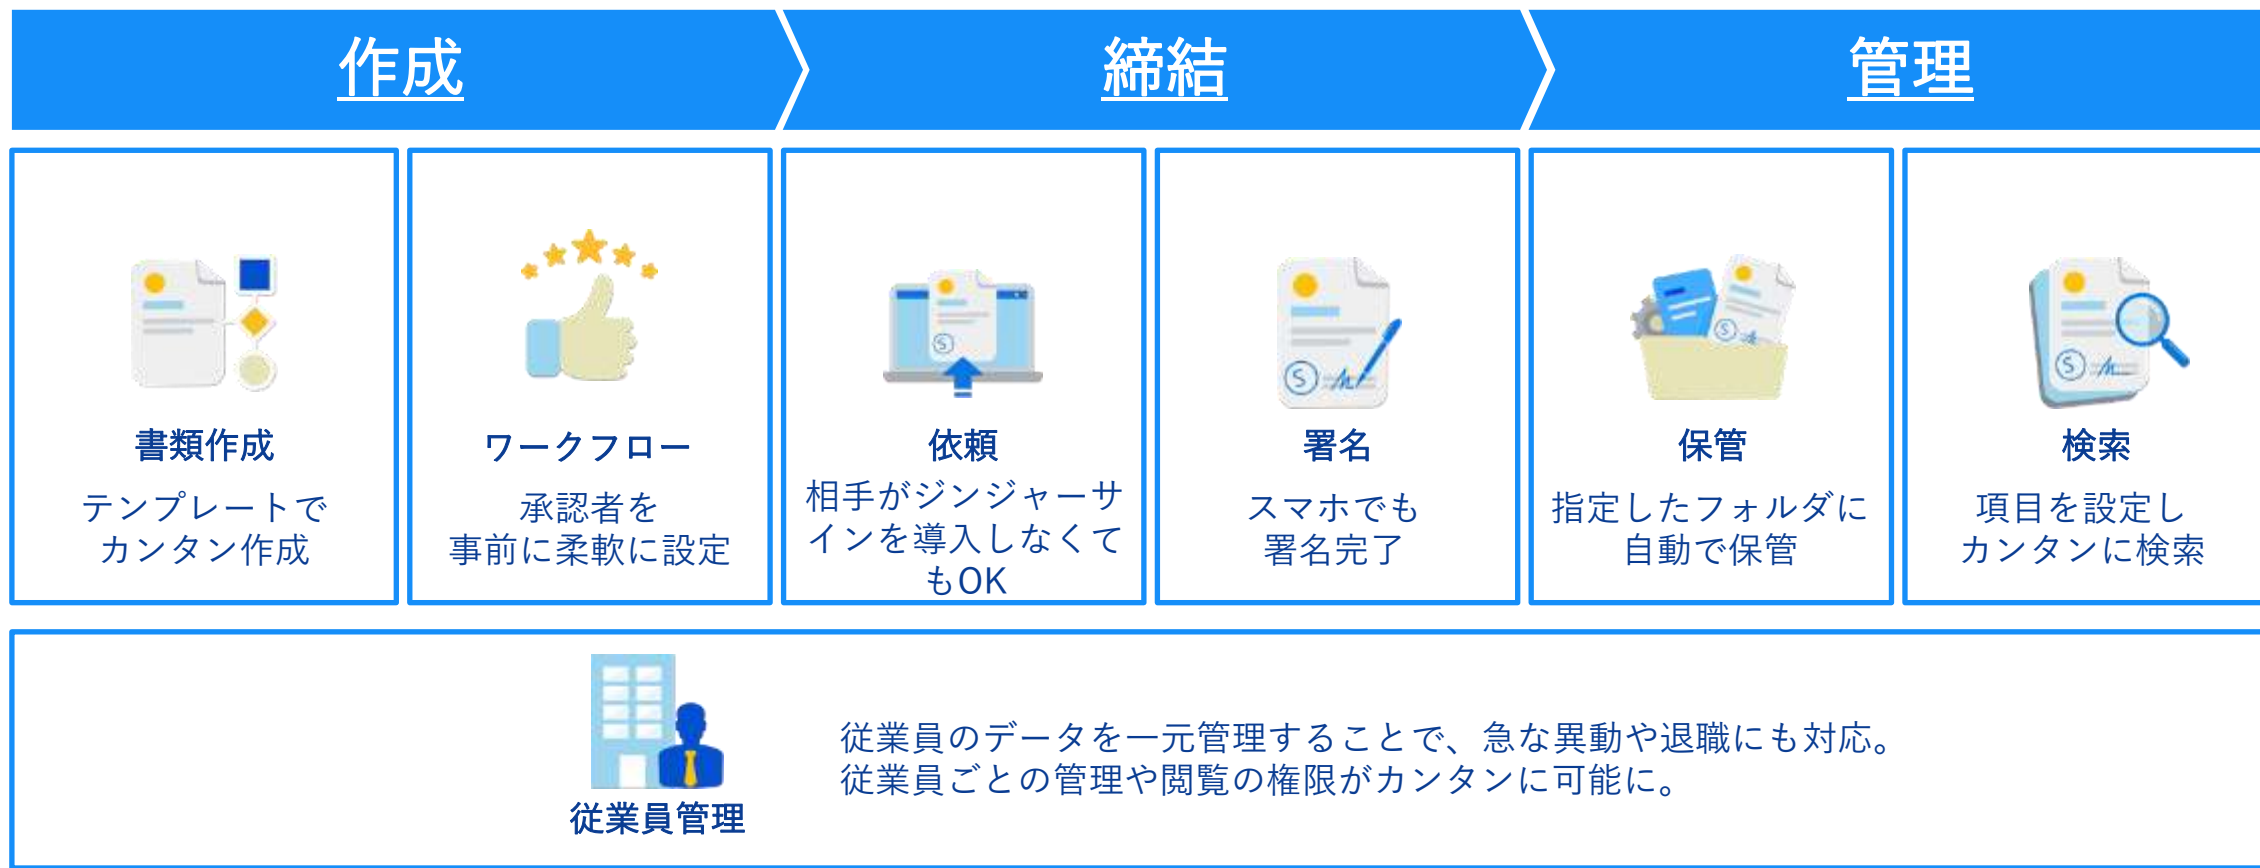 作成
締結
管理
書類作成
テンプレートで
カンタン作成
ワークフロー
承認者を
事前に柔軟に設定
依頼
相手がジンジャーサ
インを導入しなくて
もOK
署名
スマホでも
署名完了
保管
指定したフォルダに
自動で保管
検索
項目を設定し
カンタンに検索
従業員管理
従業員のデータを一元管理することで、急な異動や退職にも対応。
従業員ごとの管理や閲覧の権限がカンタンに可能に。